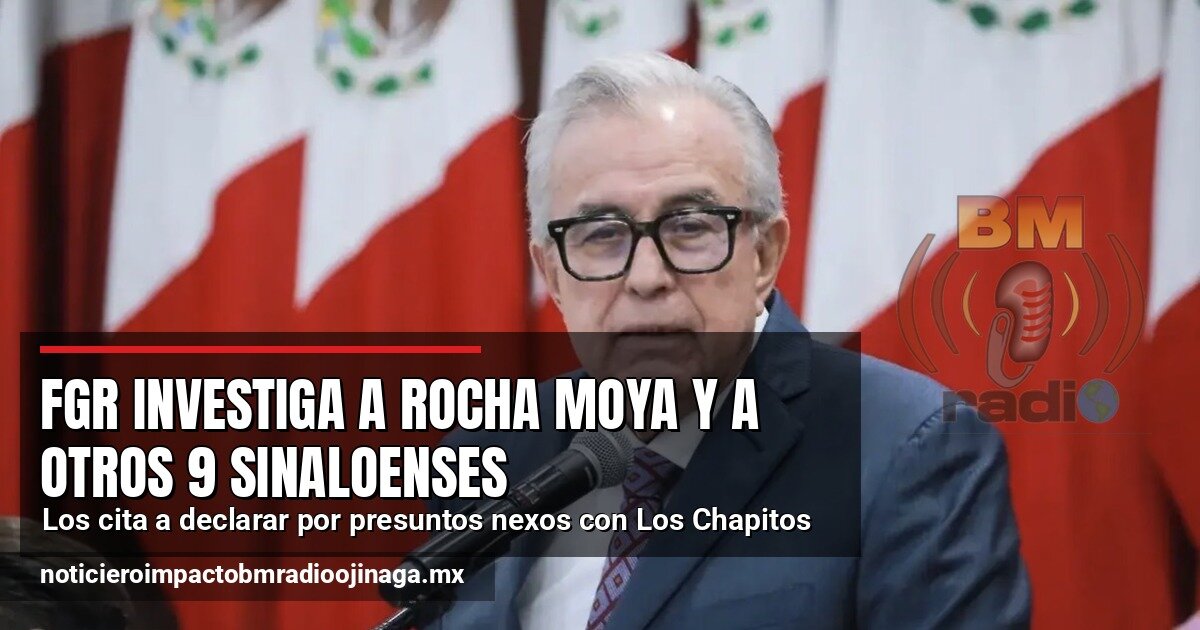 BM
radio
FGR INVESTIGA A ROCHA MOYA Y A
OTROS 9 SINALOENSES
Los cita a declarar por presuntos nexos con Los Chapitos
noticieroimpactobmradioojinaga.mx